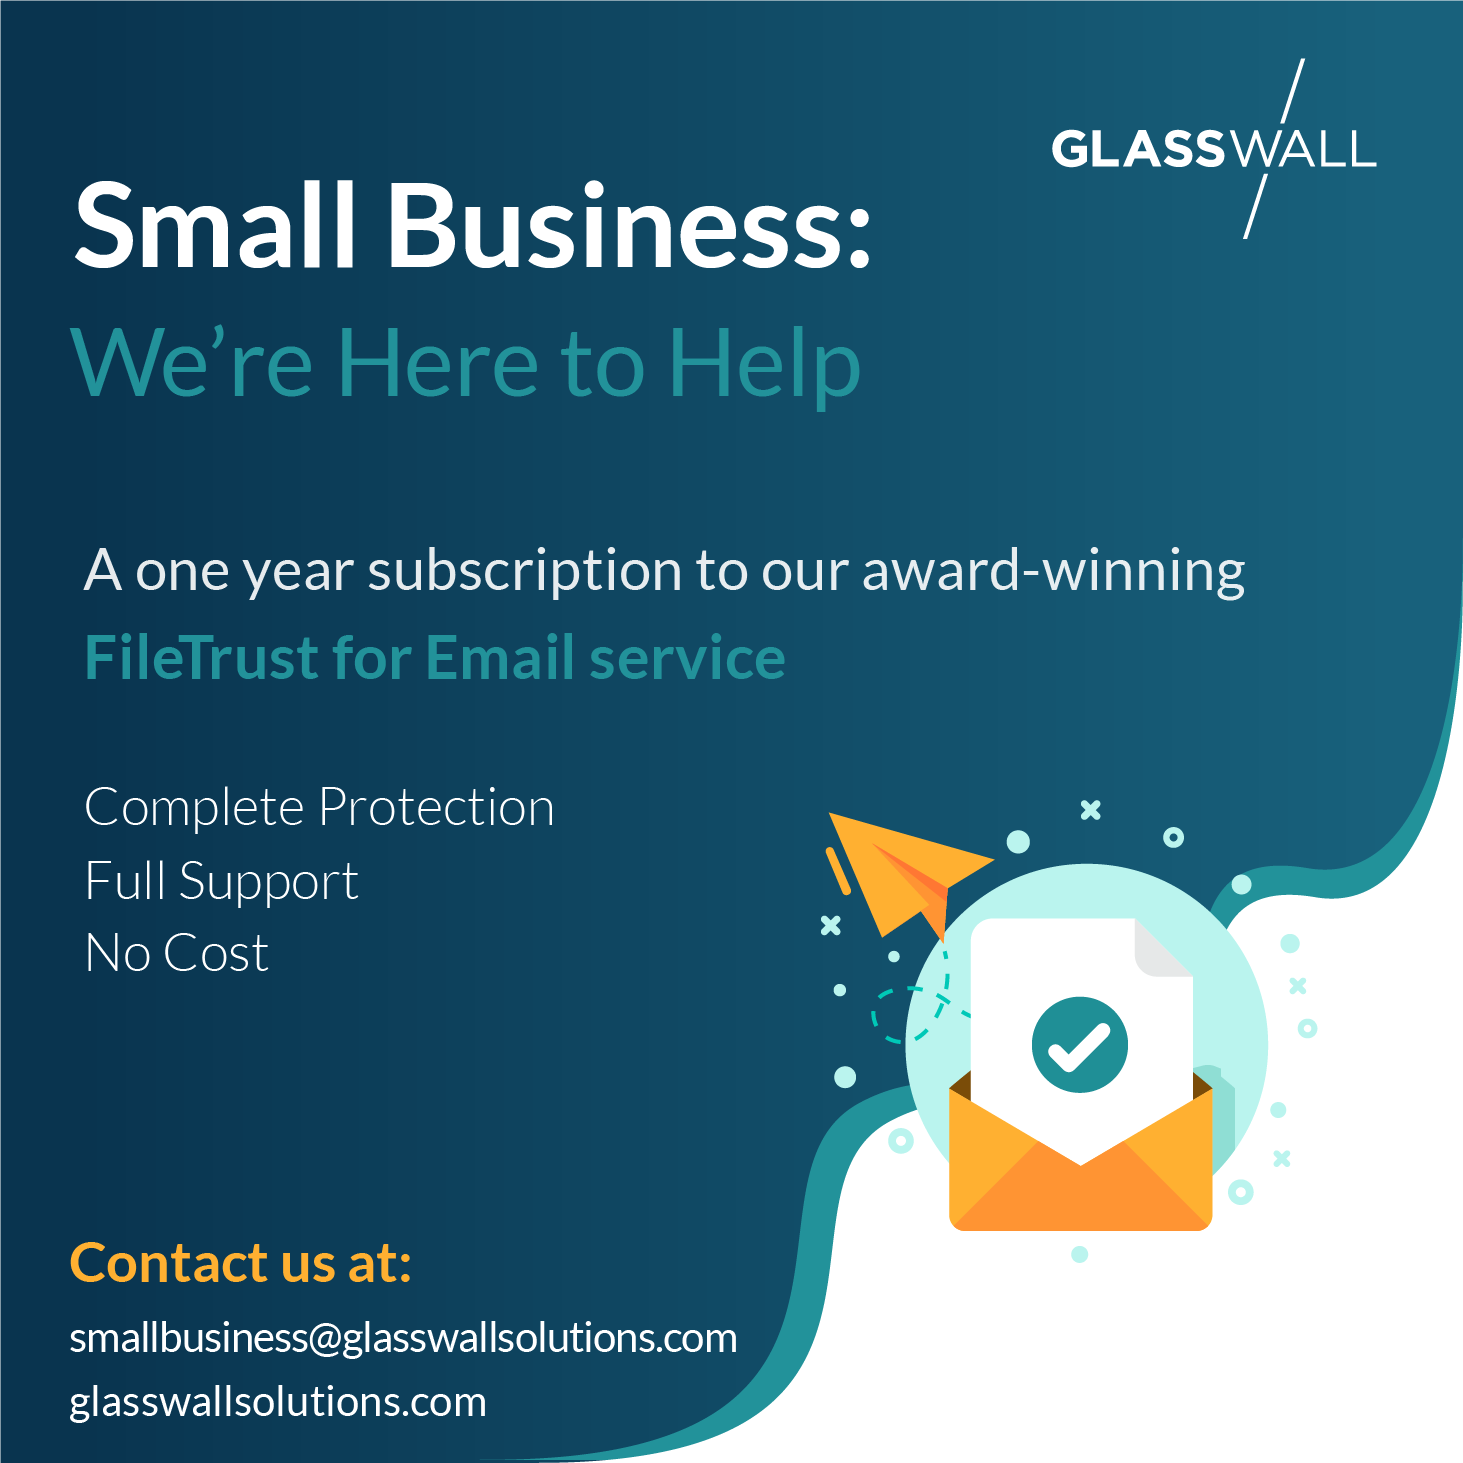 GLASSWALL
Small Business:
We’re Here to Help
A one year subscription to our award-winning
FileTrust for Email service
Complete Protection
Full Support
No Cost
Contact us at:
smallbusiness@glasswallsolutions.com
glasswallsolutions.com